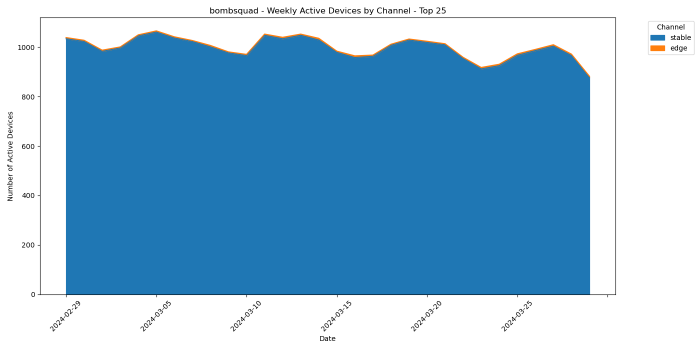 bombsquad - Weekly Active Devices by Channel - Top 25
Channel
stable
edge
Number of Active Devices
1000
800
600
400
200
0
2024-02-29
2024-03-05
2024-03-10
2024-03-15
2024-03-20
2024-03-25
Date